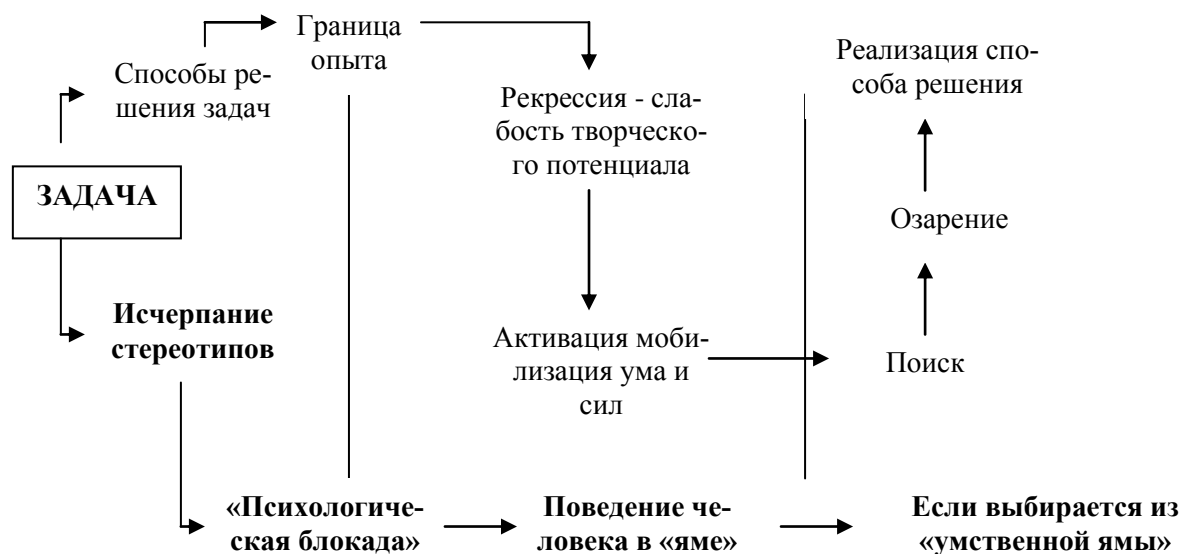 Граница
опыта
Способы ре-
шения задач
Рекрессия - сла-
бость творческо-
го потенциала
Реализация спо-
соба решения
ЗАДАЧА
Озарение
Исчерпание
стереотипов
Активация моби-
лизация ума и
сил
Поиск
«Психологиче-
ская блокада»
Поведение че-
ловека в «яме»
Если выбирается из
«умственной ямы»